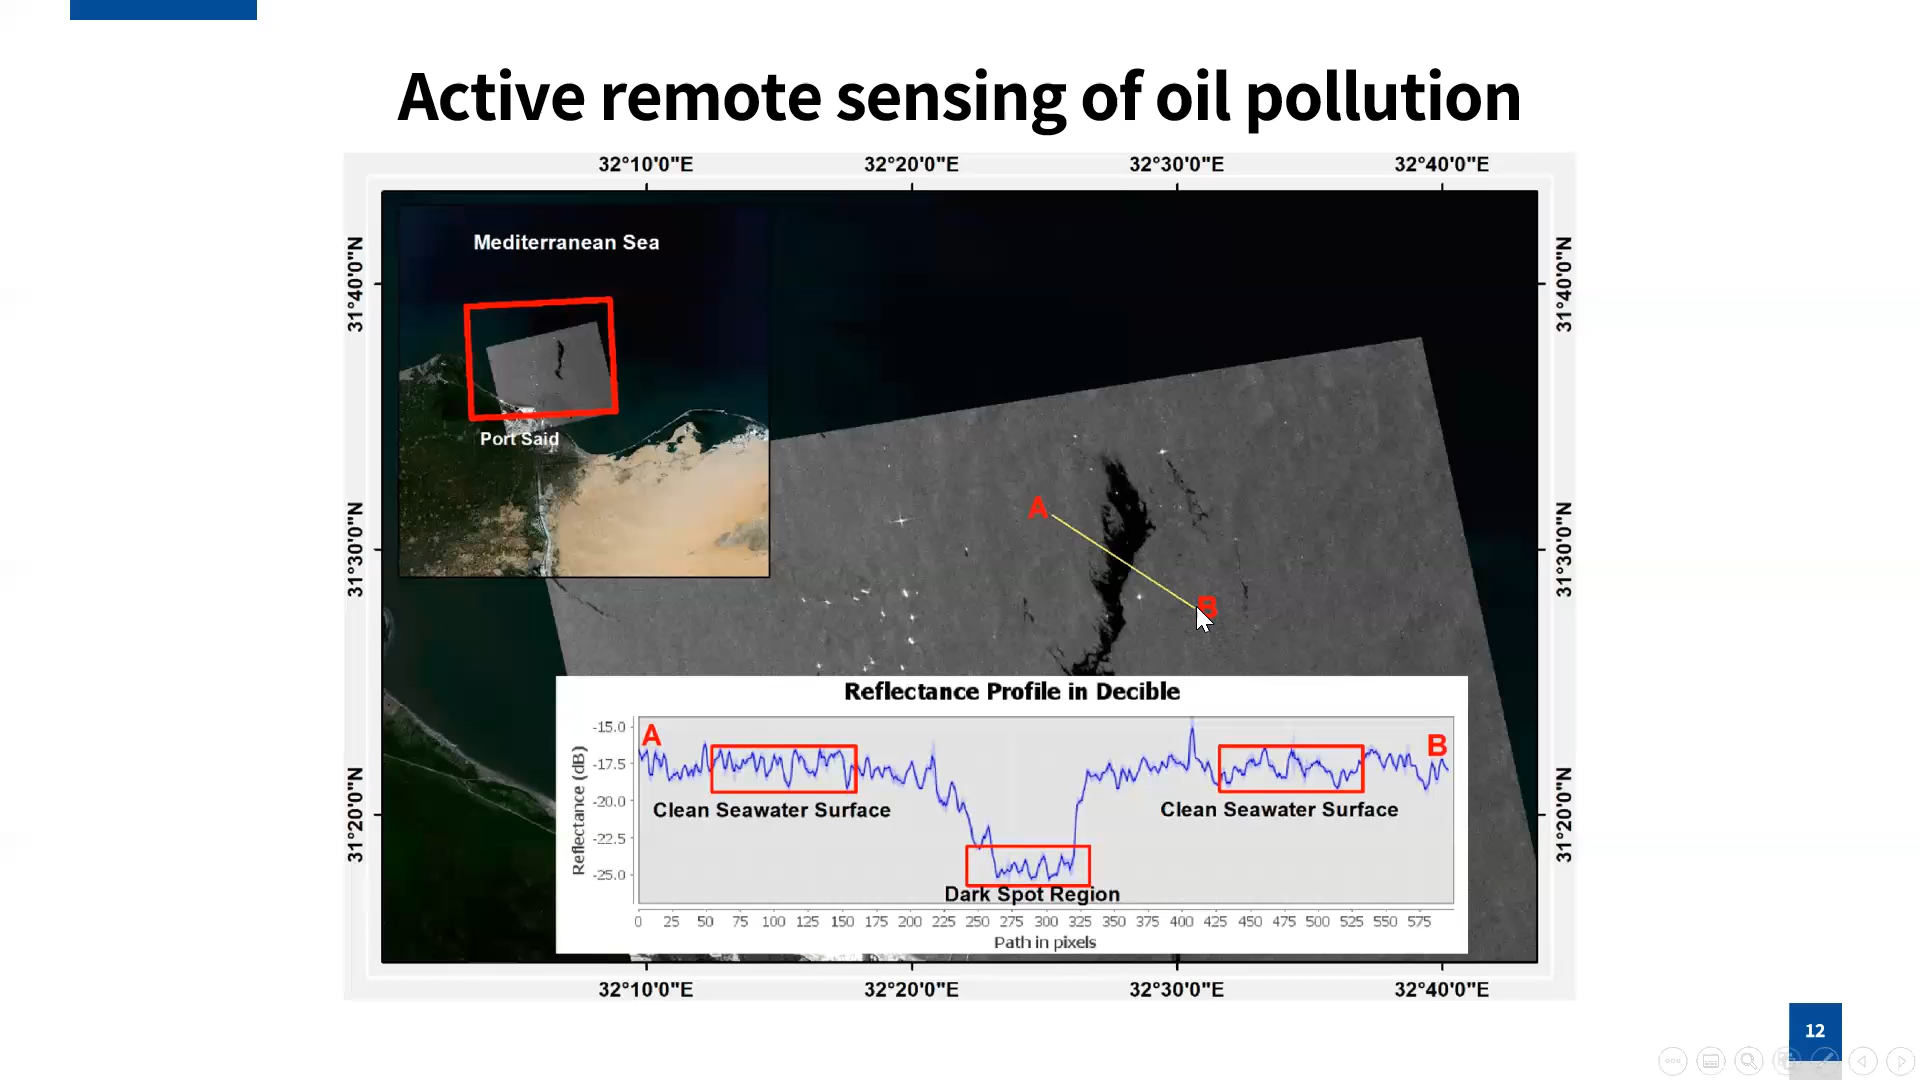 Active remote sensing of oil pollution
32°10'0"E 32°20'0"E 32°30'0"E 32°40'0"E
31°40'0"N
31°30'0"N
31°20'0"N
Mediterranean Sea
Port Said
A
B
31°40'0"N
31°30'0"N
31°20'0"N
Reflectance Profile in Decible
Reflectance (dB)
-15.0
-17.5
-20.0
-22.5
-25.0
A
B
Clean Seawater Surface
Clean Seawater Surface
Dark Spot Region
0 25 50 75 100 125 150 175 200 225 250 275 300 325 350 375 400 425 450 475 500 525 550 575
Path in pixels
32°10'0"E 32°20'0"E 32°30'0"E 32°40'0"E
12